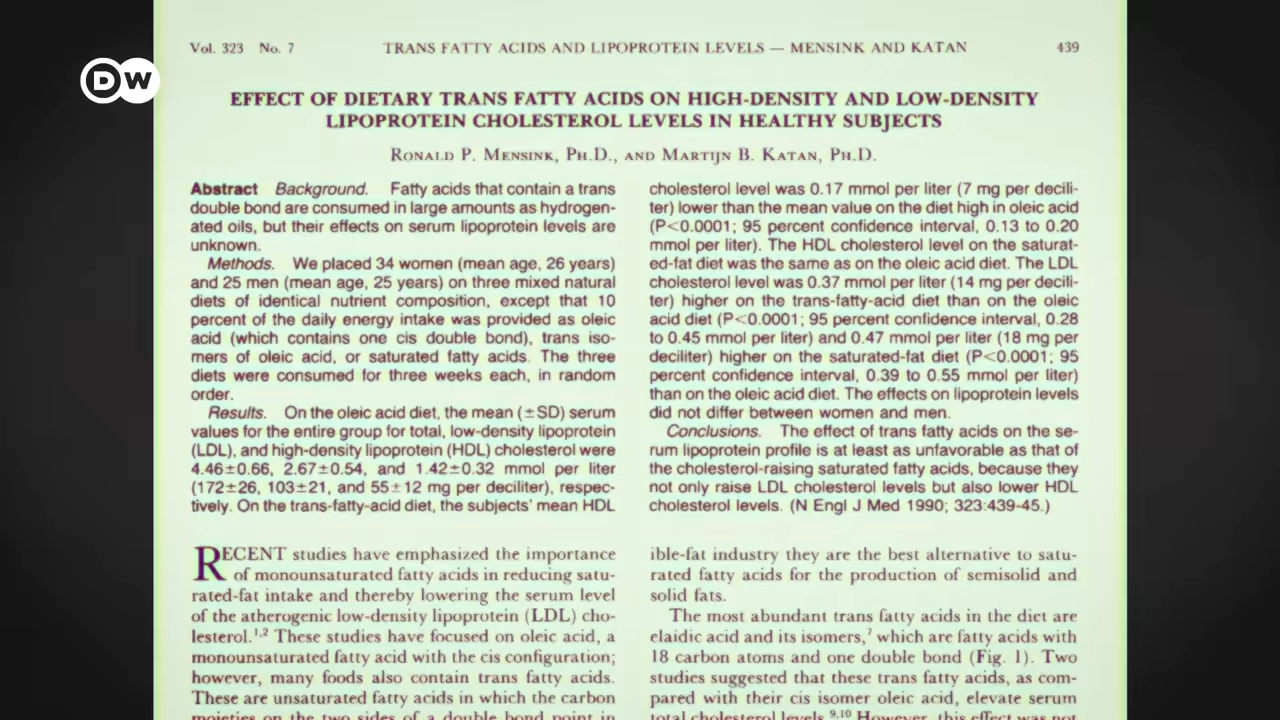 Vol. 323 No. 7 TRANS FATTY ACIDS AND LIPOPROTEIN LEVELS — MENSINK AND KATAN 439
DW
EFFECT OF DIETARY TRANS FATTY ACIDS ON HIGH-DENSITY AND LOW-DENSITY
LIPOPROTEIN CHOLESTEROL LEVELS IN HEALTHY SUBJECTS
RONALD P. MENSINK, PH.D., AND MARTIJN B. KATAN, PH.D.
Abstract Background. Fatty acids that contain a trans
double bond are consumed in large amounts as hydrogen-
ated oils, but their effects on serum lipoprotein levels are
unknown.
Methods. We placed 34 women (mean age, 26 years)
and 25 men (mean age, 25 years) on three mixed natural
diets of identical nutrient composition, except that 10
percent of the daily energy intake was provided as oleic
acid (which contains one cis double bond), trans iso-
mers of oleic acid, or saturated fatty acids. The three
diets were consumed for three weeks each, in random
order.
Results. On the oleic acid diet, the mean (±SD) serum
values for the entire group for total, low-density lipoprotein
(LDL), and high-density lipoprotein (HDL) cholesterol were
4.46±0.66, 2.67±0.54, and 1.42±0.32 mmol per liter
(172±26, 103±21, and 55±12 mg per deciliter), respec-
tively. On the trans-fatty-acid diet, the subjects' mean HDL
cholesterol level was 0.17 mmol per liter (7 mg per decili-
ter) lower than the mean value on the diet high in oleic acid
(P<0.0001; 95 percent confidence interval, 0.13 to 0.20
mmol per liter). The HDL cholesterol level on the saturat-
ed-fat diet was the same as on the oleic acid diet. The LDL
cholesterol level was 0.37 mmol per liter (14 mg per decili-
ter) higher on the trans-fatty-acid diet than on the oleic
acid diet (P<0.0001; 95 percent confidence interval, 0.28
to 0.45 mmol per liter) and 0.47 mmol per liter (18 mg per
deciliter) higher on the saturated-fat diet (P<0.0001; 95
percent confidence interval, 0.39 to 0.55 mmol per liter)
than on the oleic acid diet. The effects on lipoprotein levels
did not differ between women and men.
Conclusions. The effect of trans fatty acids on the se-
rum lipoprotein profile is at least as unfavorable as that of
the cholesterol-raising saturated fatty acids, because they
not only raise LDL cholesterol levels but also lower HDL
cholesterol levels. (N Engl J Med 1990; 323:439-45.)
RECENT studies have emphasized the importance
of monounsaturated fatty acids in reducing satu-
rated-fat intake and thereby lowering the serum level
of the atherogenic low-density lipoprotein (LDL) cho-
lesterol.1,2 These studies have focused on oleic acid, a
monounsaturated fatty acid with the cis configuration;
however, many foods also contain trans fatty acids.
These are unsaturated fatty acids in which the carbon
moieties on the two sides of a double bond point in
ible-fat industry they are the best alternative to satu-
rated fatty acids for the production of semisolid and
solid fats.
The most abundant trans fatty acids in the diet are
elaidic acid and its isomers,7 which are fatty acids with
18 carbon atoms and one double bond (Fig. 1). Two
studies suggested that these trans fatty acids, as com-
pared with their cis isomer oleic acid, elevate serum
total cholesterol levels.9,10 However, this effect was not